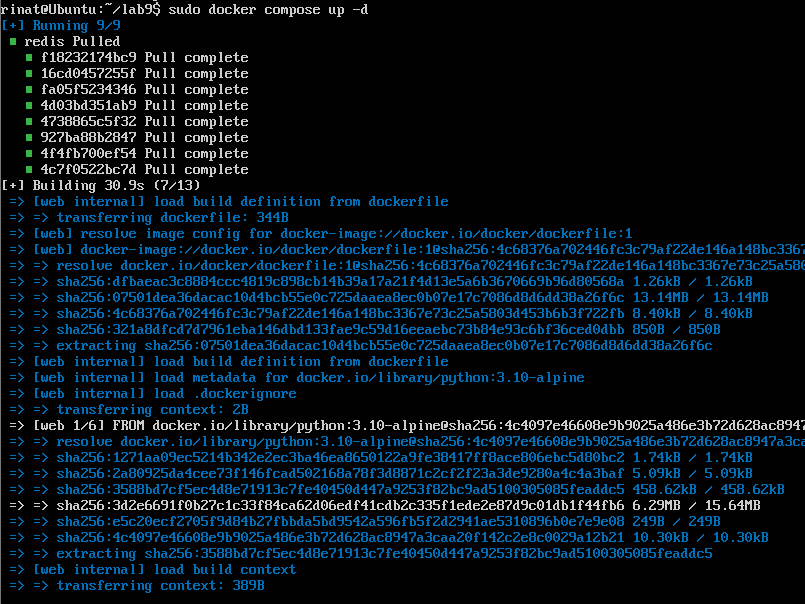 rinat@Ubuntu:~/lab9$ sudo docker compose up -d
[+] Running 9/9
redis Pulled
f18232174bc9 Pull complete
16cd0457255f Pull complete
fa05f5234346 Pull complete
4d03bd351ab9 Pull complete
4738865c5f32 Pull complete
927ba88b2847 Pull complete
4f4fb700ef54 Pull complete
4c7f0522bc7d Pull complete
[+] Building 30.9s (7/13)
=> [web internal] load build definition from dockerfile
=> => transferring dockerfile: 344B
=> [web] resolve image config for docker-image://docker.io/docker/dockerfile:1
=> [web] docker-image://docker.io/docker/dockerfile:1@sha256:4c68376a702446fc3c79af22de146a148bc3367
=> => resolve docker.io/docker/dockerfile:1@sha256:4c68376a702446fc3c79af22de146a148bc3367e73c25a580
=> => sha256:dfbaeac3c8884ccc4819c898cb14b39a17a21f4d13e5a6b3670669b96d80568a 1.26kB / 1.26kB
=> => sha256:07501dea36dacac10d4bcb55e0c725daaea8ec0b07e17c7086d8d6dd38a26f6c 13.14MB / 13.14MB
=> => sha256:4c68376a702446fc3c79af22de146a148bc3367e73c25a5803d453b6b3f722fb 8.40kB / 8.40kB
=> => sha256:321a8dfcd7d7961eba146dbd133fae9c59d16eeaebc73b84e93c6bf36ced0dbb 850B / 850B
=> => extracting sha256:07501dea36dacac10d4bcb55e0c725daaea8ec0b07e17c7086d8d6dd38a26f6c
=> [web internal] load build definition from dockerfile
=> [web internal] load metadata for docker.io/library/python:3.10-alpine
=> [web internal] load .dockerignore
=> => transferring context: 2B
=> [web 1/6] FROM docker.io/library/python:3.10-alpine@sha256:4c4097e46608e9b9025a486e3b72d628ac8947
=> => resolve docker.io/library/python:3.10-alpine@sha256:4c4097e46608e9b9025a486e3b72d628ac8947a3ca
=> => sha256:1271aa09ec5214b342e2ec3ba46ea8650122a9fe38417ff8ace806ebc5d80bc2 1.74kB / 1.74kB
=> => sha256:2a80925da4cee73f146fcad502168a78f3d8871c2cf2f23a3de9280a4c4a3baf 5.09kB / 5.09kB
=> => sha256:3588bd7cf5ec4d8e71913c7fe40450d447a9253f82bc9ad5100305085feaddc5 458.62kB / 458.62kB
=> => sha256:3d2e6691f0b27c1c33f84ca62d06edf41cdb2c335f1ede2e87d9c01db1f44fb6 6.29MB / 15.64MB
=> => sha256:e5c20ecf2705f9d84b27fbbda5bd9542a596fb5f2d2941ae5310896b0e7e9e08 249B / 249B
=> => sha256:4c4097e46608e9b9025a486e3b72d628ac8947a3caa20f142c2e8c0029a12b21 10.30kB / 10.30kB
=> => extracting sha256:3588bd7cf5ec4d8e71913c7fe40450d447a9253f82bc9ad5100305085feaddc5
=> [web internal] load build context
=> => transferring context: 389B